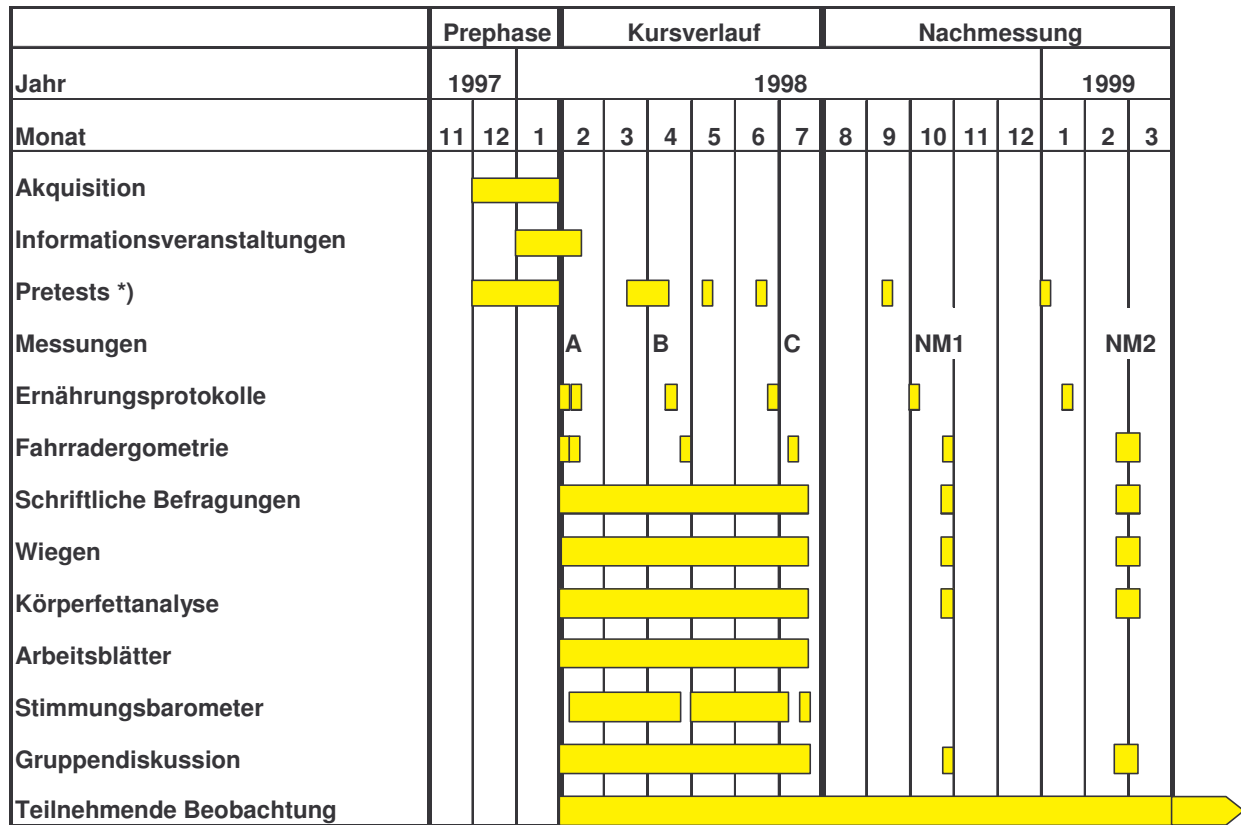 Prephase Kursverlauf Nachmessung
Jahr 1997 1998 1999
Monat 11 12 1 2 3 4 5 6 7 8 9 10 11 12 1 2 3
Akquisition
Informationsveranstaltungen
Pretests *)
Messungen A B C NM1 NM2
Ernährungsprotokolle
Fahrradergometrie
Schriftliche Befragungen
Wiegen
Körperfettanalyse
Arbeitsblätter
Stimmungsbarometer
Gruppendiskussion
Teilnehmende Beobachtung